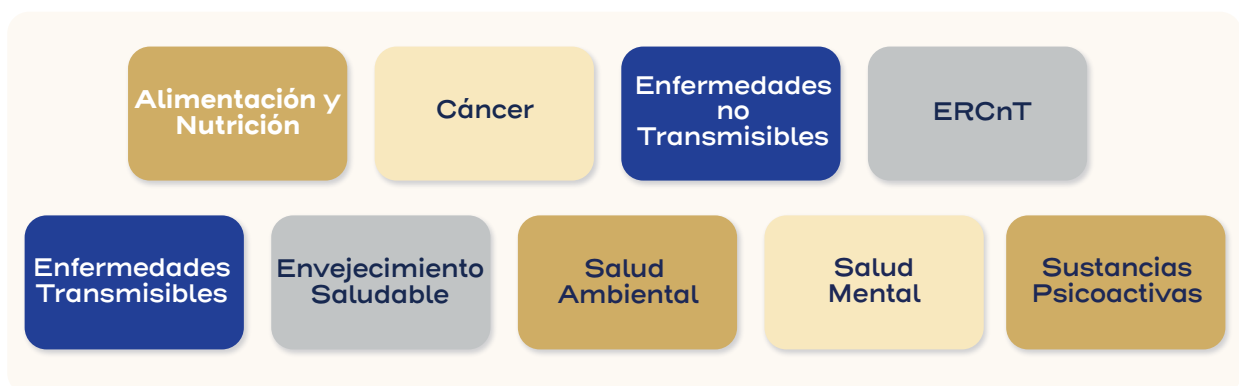 Alimentación y
Nutrición
Cáncer
Enfermedades
no
Transmisibles
ERCnT
Enfermedades
Transmisibles
Envejecimiento
Saludable
Salud
Ambiental
Salud
Mental
Sustancias
Psicoactivas